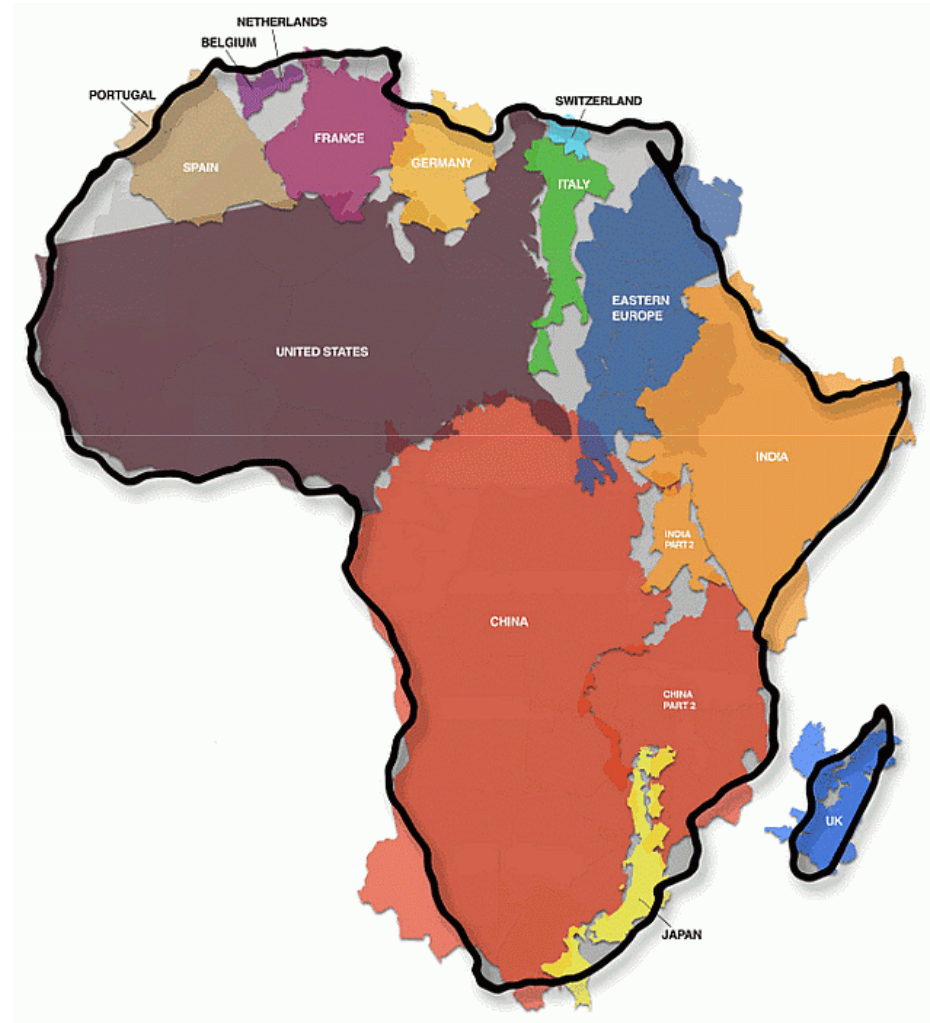 NETHERLANDS
BELGIUM
PORTUGAL
SWITZERLAND
FRANCE
SPAIN
GERMANY
ITALY
EASTERN
EUROPE
UNITED STATES
INDIA
INDIA
PART 2
CHINA
CHINA
PART 2
UK
JAPAN